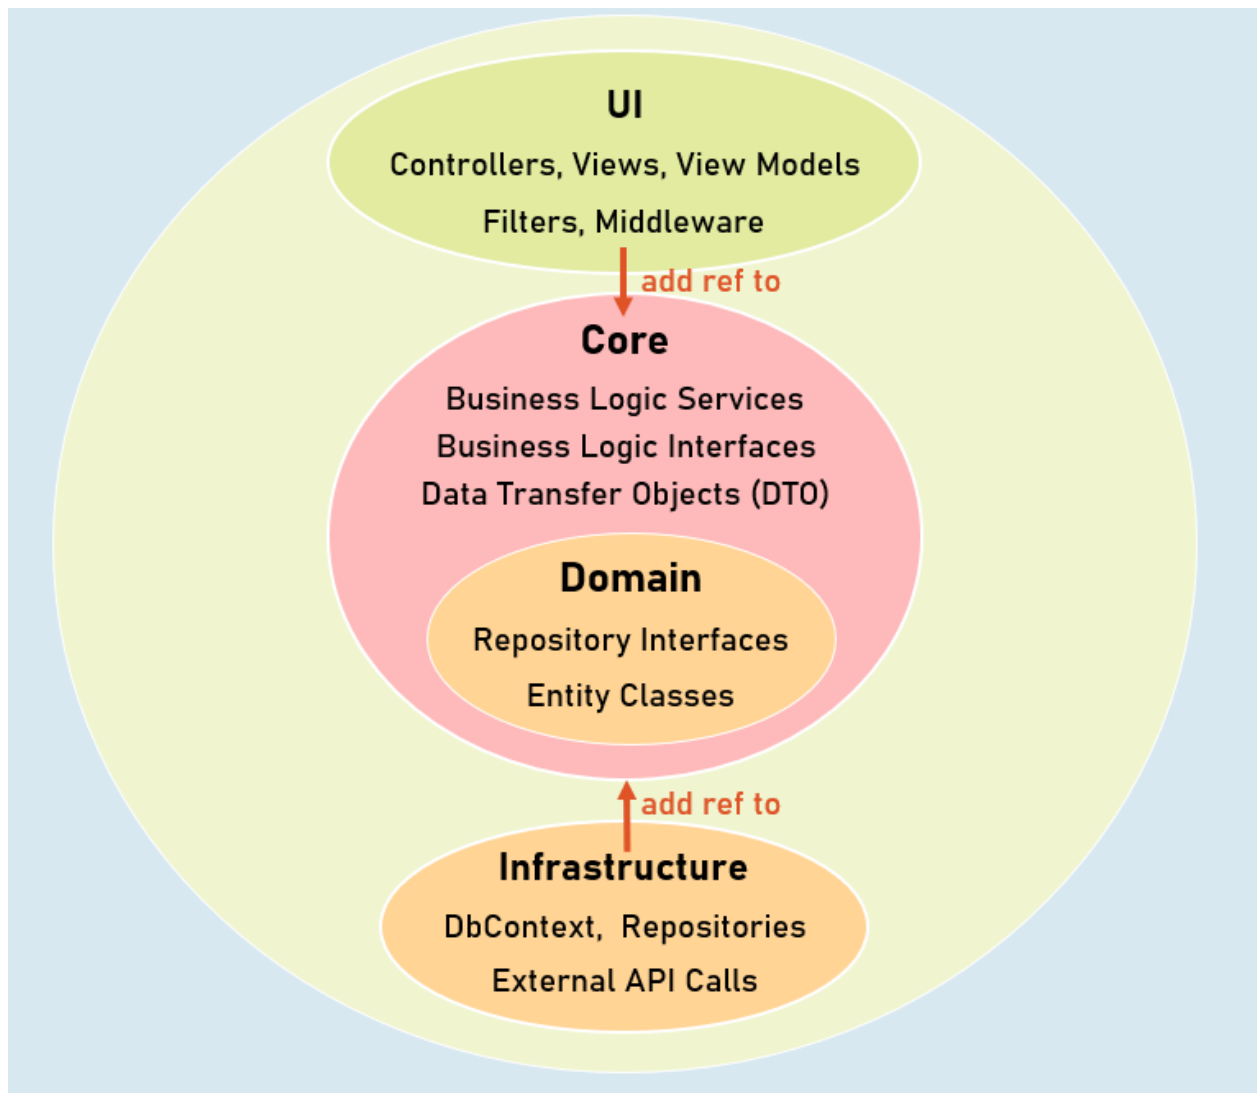 UI
Controllers, Views, View Models
Filters, Middleware
add ref to
Core
Business Logic Services
Business Logic Interfaces
Data Transfer Objects (DTO)
Domain
Repository Interfaces
Entity Classes
add ref to
Infrastructure
DbContext,  Repositories
External API Calls